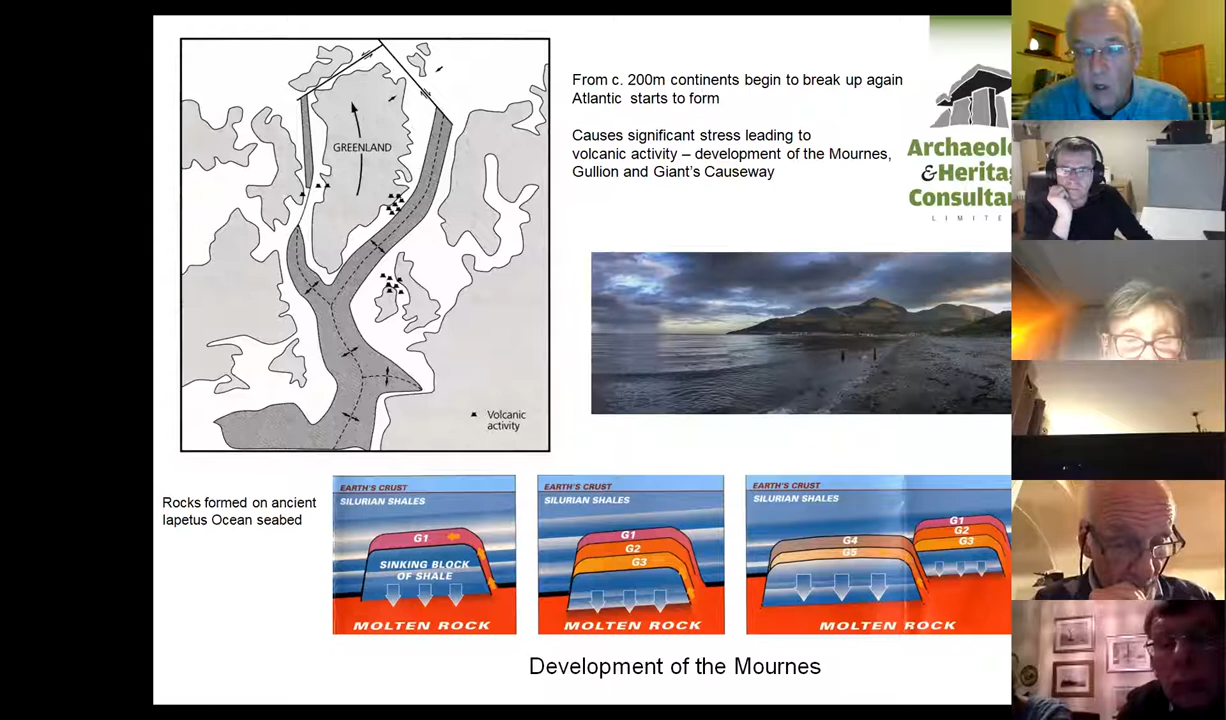 From c. 200m continents begin to break up again
Atlantic starts to form
Causes significant stress leading to
volcanic activity – development of the Mournes,
Gullion and Giant's Causeway
GREENLAND
Volcanic
activity
&Herita
LIMITE
Rocks formed on ancient
Iapetus Ocean seabed
EARTH'S CRUST
SILURIAN SHALES
G1
SINKING BLOCK
OF SHALE
MOLTEN ROCK
EARTH'S CRUST
SILURIAN SHALES
G1
G2
G3
MOLTEN ROCK
EARTH'S CRUST
SILURIAN SHALES
G4
G5
G1
G2
G3
MOLTEN ROCK
Development of the Mournes